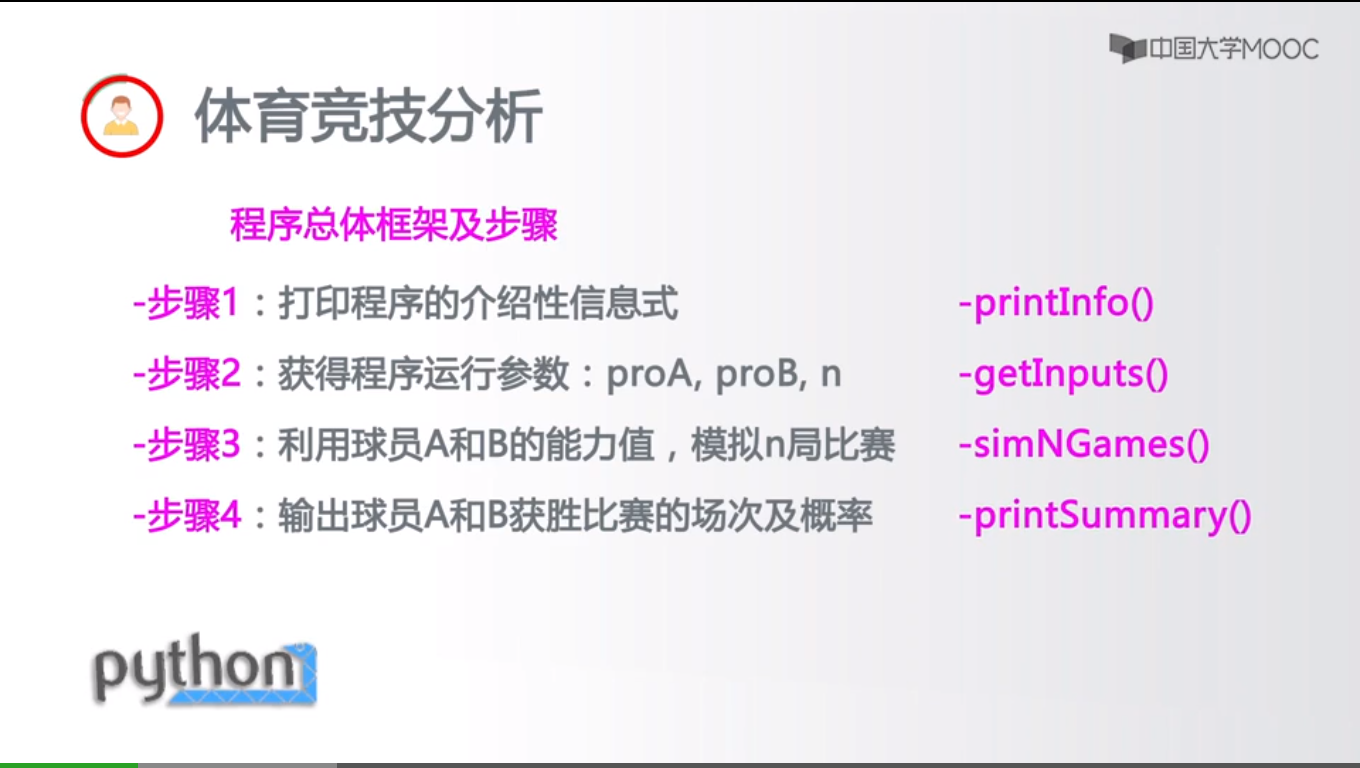 中国大学MOOC
体育竞技分析
程序总体框架及步骤
-步骤1：打印程序的介绍性信息式 -printInfo()
-步骤2：获得程序运行参数：proA, proB, n -getInputs()
-步骤3：利用球员A和B的能力值，模拟n局比赛 -simNGames()
-步骤4：输出球员A和B获胜比赛的场次及概率 -printSummary()
python